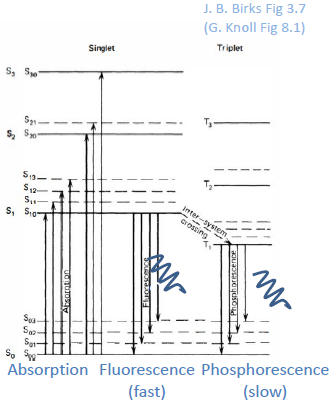 J. B. Birks Fig 3.7
(G. Knoll Fig 8.1)
Singlet
Triplet
S3 S30
S21
T3
S2 S20
S13
S12
T2
S11
S1 S10
Inter-system
crossing
T1
Absorption
Fluorescence
Phosphorescence
S03
S02
S01
S0 S00
Absorption Fluorescence Phosphorescence
(fast) (slow)